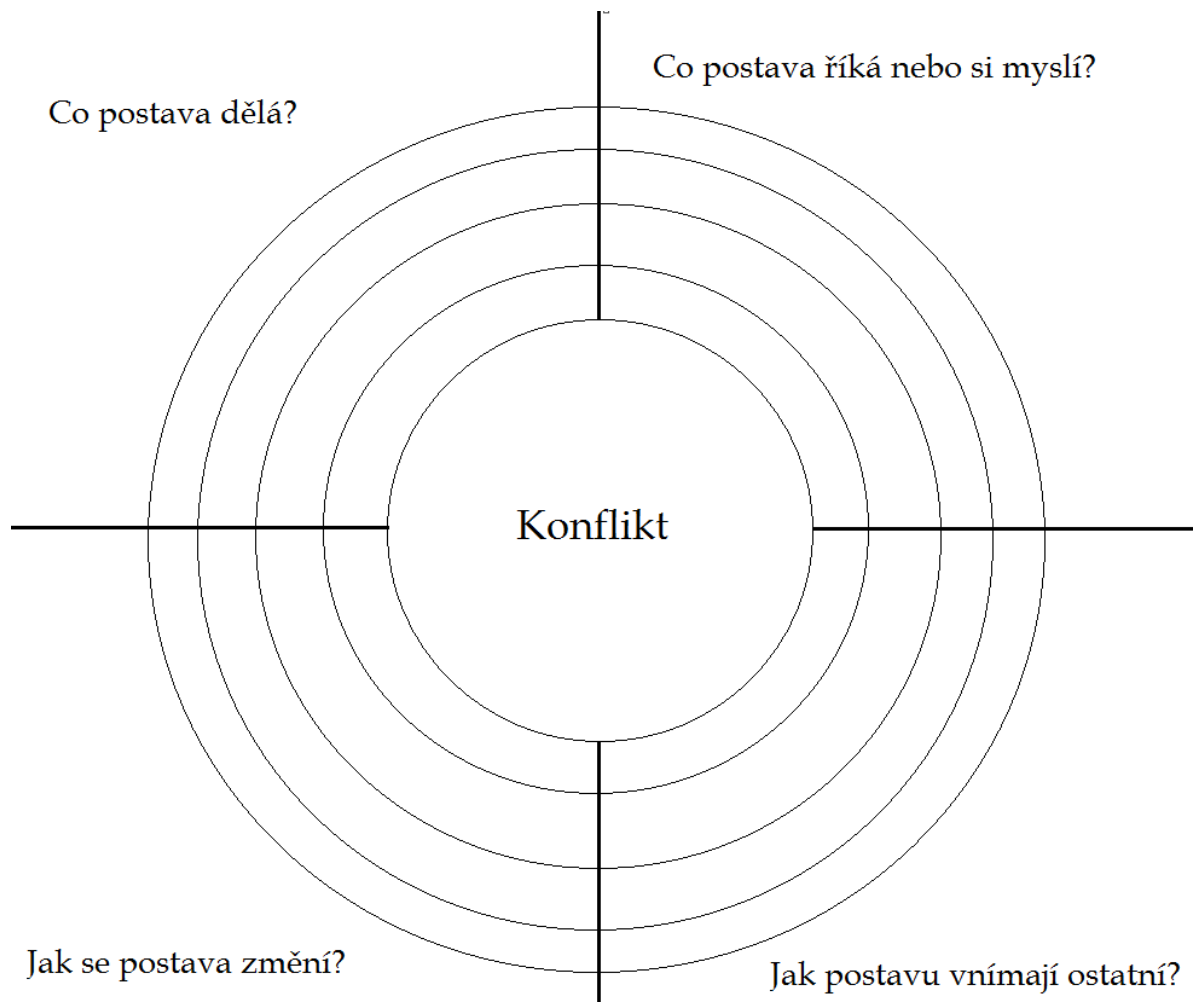 Co postava říká nebo si myslí?
Co postava dělá?
Konflikt
Jak se postava změní?
Jak postavu vnímají ostatní?